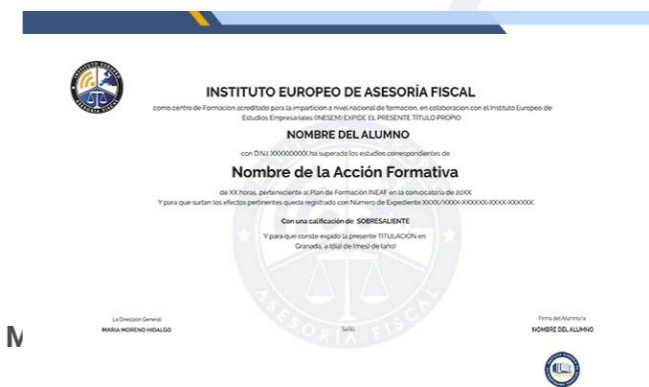 INSTITUTO EUROPEO DE ASESORÍA FISCAL
como centro de Formación acreditado para la impartición a nivel nacional de formación, en colaboración con el Instituto Europeo de
Estudios Empresariales (INESEM) EXPIDE EL PRESENTE TÍTULO PROPIO
NOMBRE DEL ALUMNO
con D.N.I. XXXXXXXXX ha superado los estudios correspondientes de
Nombre de la Acción Formativa
de XX horas, perteneciente al Plan de Formación INEAF en la convocatoria de 20XX
Y para que surtan los efectos pertinentes queda registrado con Número de Expediente XXXX/XXXX-XXXXXX-XXXX-XXXXXX
Con una calificación de SOBRESALIENTE
Y para que conste expido la presente TITULACIÓN en
Granada, a (día) de (mes) de (año)
La Dirección General
MARIA MORENO HIDALGO
Sello
Firma del Alumno/a
NOMBRE DEL ALUMNO
ASESORÍA FISCAL
M